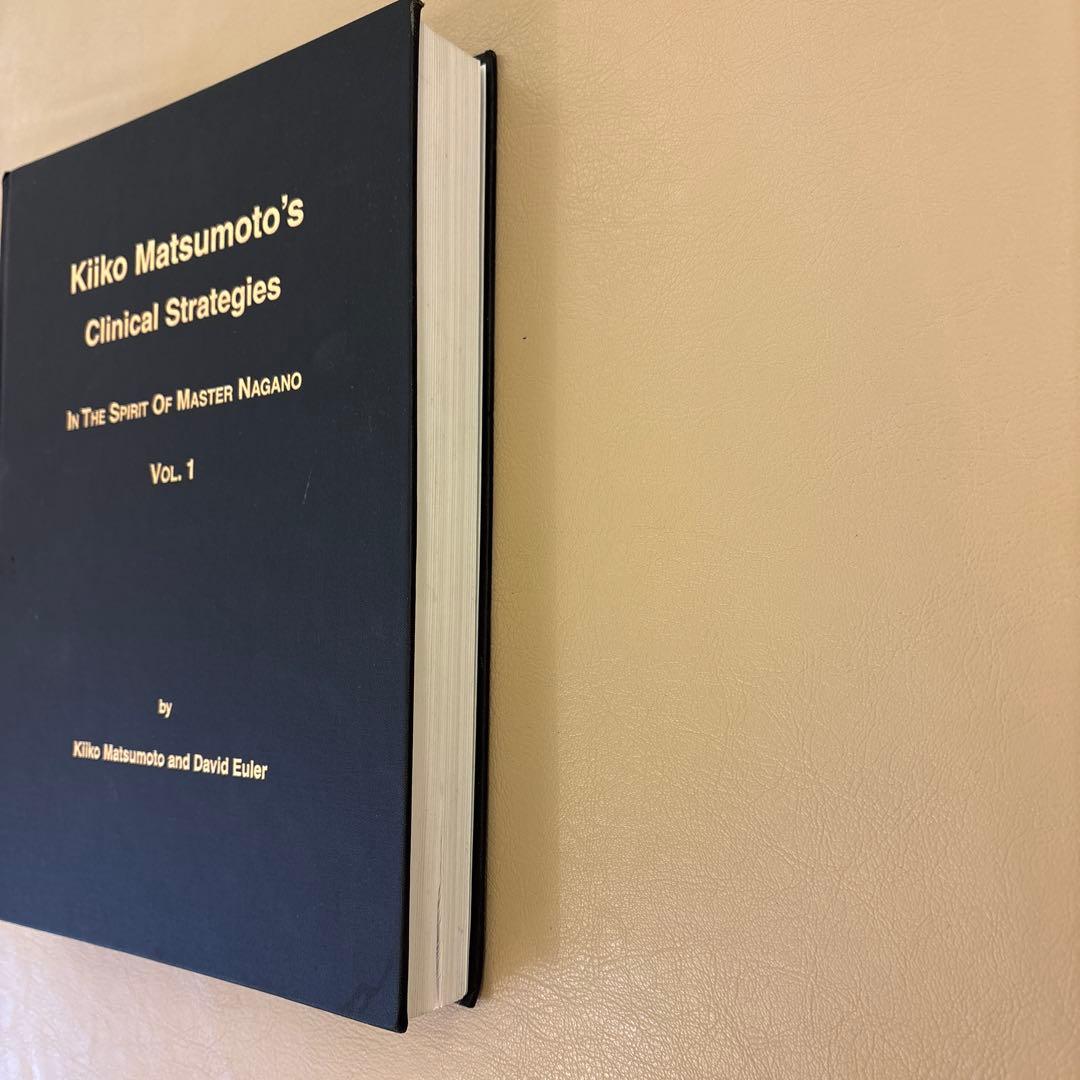 Kiiko Matsumoto's
Clinical Strategies
In The Spirit Of Master Nagano
Vol. 1
by
Kiiko Matsumoto and David Euler